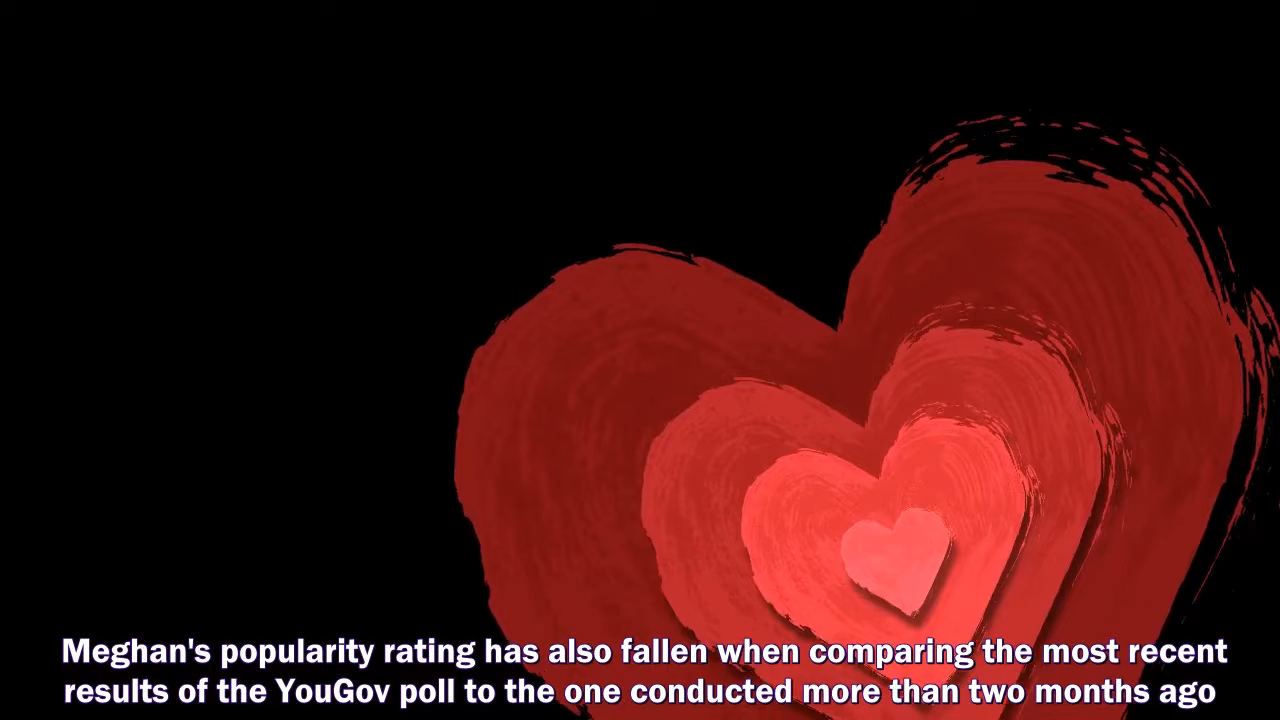 Meghan's popularity rating has also fallen when comparing the most recent
results of the YouGov poll to the one conducted more than two months ago